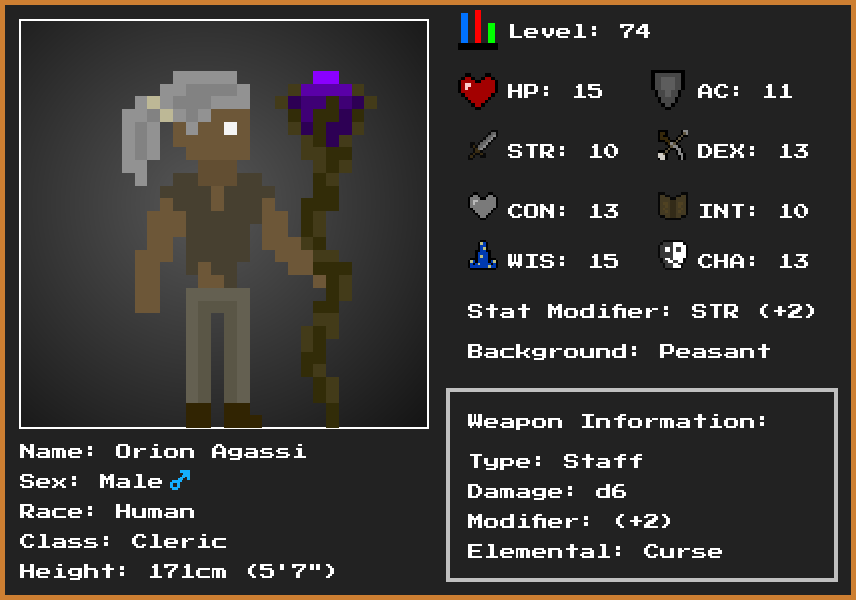 Level: 74
HP: 15
AC: 11
STR: 10
DEX: 13
CON: 13
INT: 10
WIS: 15
CHA: 13
Stat Modifier: STR (+2)
Background: Peasant
Name: Orion Agassi
Sex: Male♂
Race: Human
Class: Cleric
Height: 171cm (5'7")
Weapon Information:
Type: Staff
Damage: d6
Modifier: (+2)
Elemental: Curse